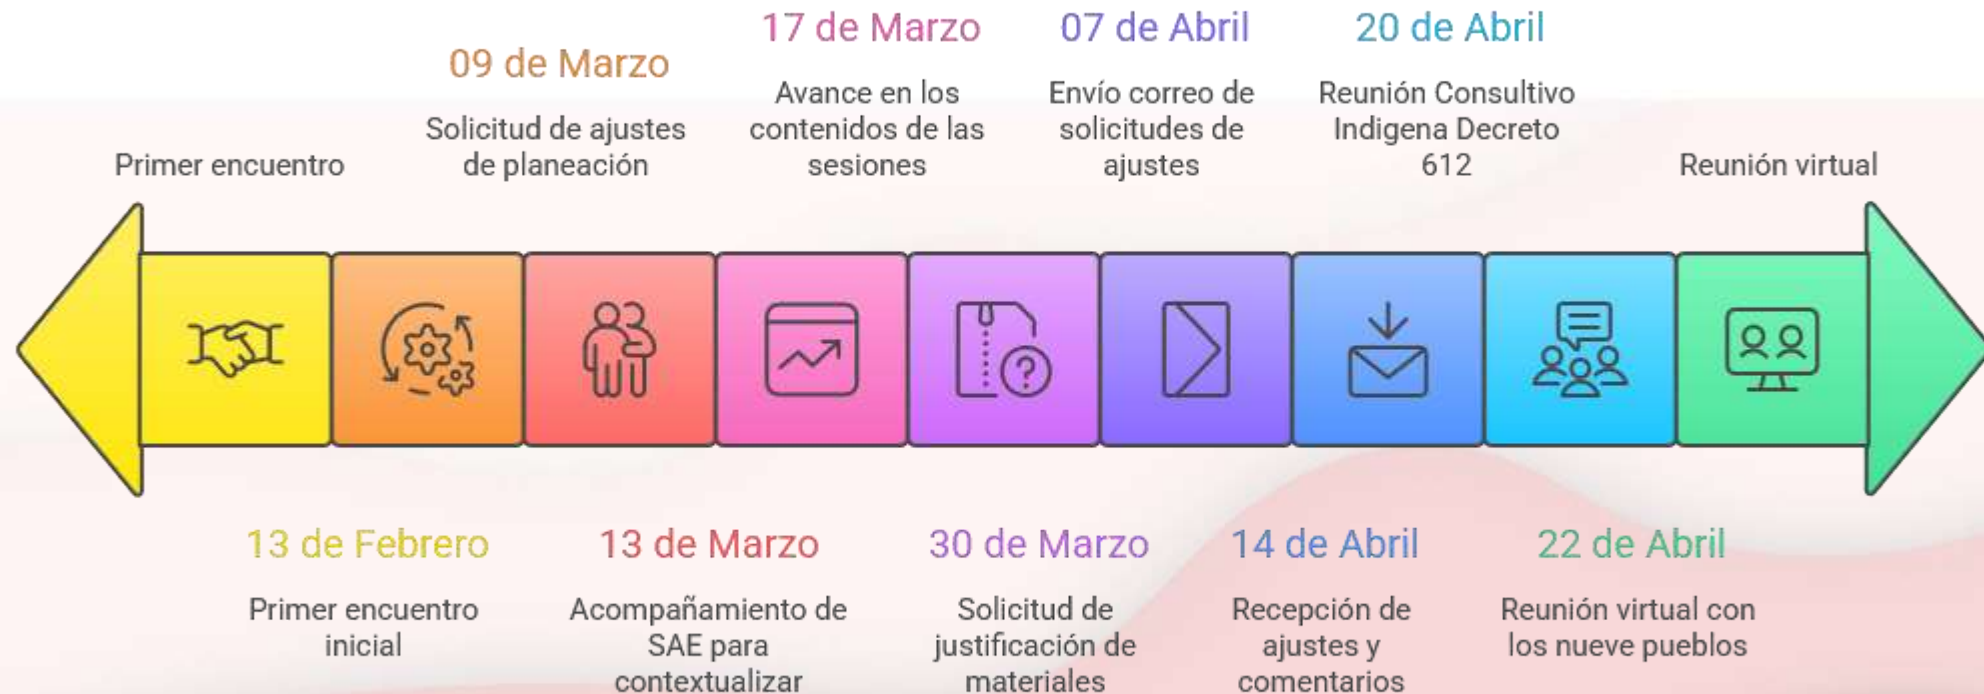 Primer encuentro
09 de Marzo
Solicitud de ajustes
de planeación
17 de Marzo
Avance en los
contenidos de las
sesiones
07 de Abril
Envío correo de
solicitudes de
ajustes
20 de Abril
Reunión Consultivo
Indigena Decreto
612
Reunión virtual
?
13 de Febrero
Primer encuentro
inicial
13 de Marzo
Acompañamiento de
SAE para
contextualizar
30 de Marzo
Solicitud de
justificación de
materiales
14 de Abril
Recepción de
ajustes y
comentarios
22 de Abril
Reunión virtual con
los nueve pueblos